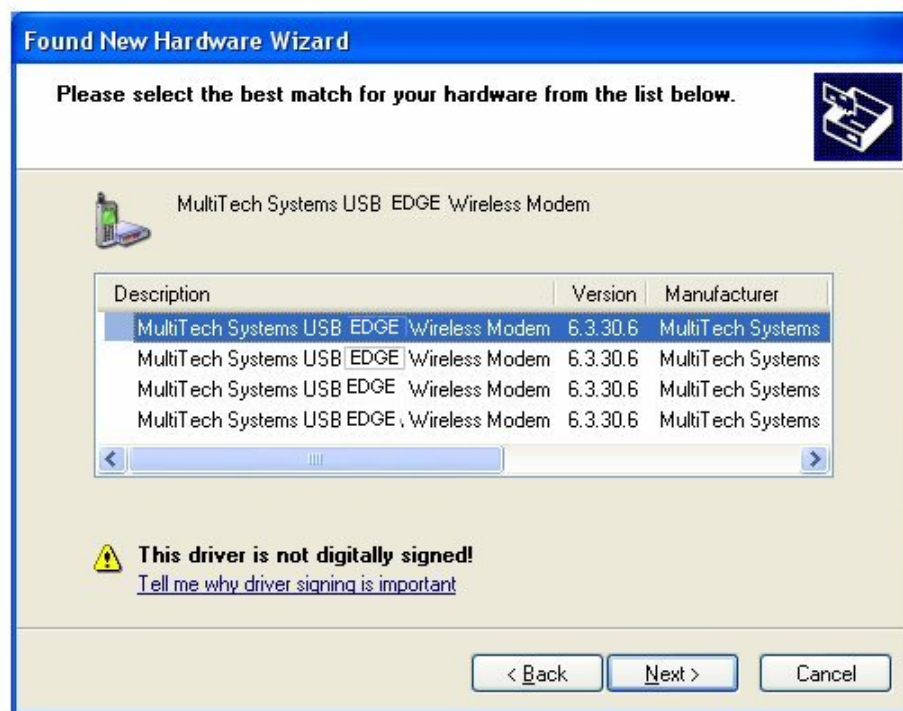 Found New Hardware Wizard
Please select the best match for your hardware from the list below.
MultiTech Systems USB EDGE Wireless Modem
Description Version Manufacturer
MultiTech Systems USB EDGE Wireless Modem 6.3.30.6 MultiTech Systems
MultiTech Systems USB EDGE Wireless Modem 6.3.30.6 MultiTech Systems
MultiTech Systems USB EDGE Wireless Modem 6.3.30.6 MultiTech Systems
MultiTech Systems USB EDGE Wireless Modem 6.3.30.6 MultiTech Systems
This driver is not digitally signed!
Tell me why driver signing is important
< Back Next > Cancel